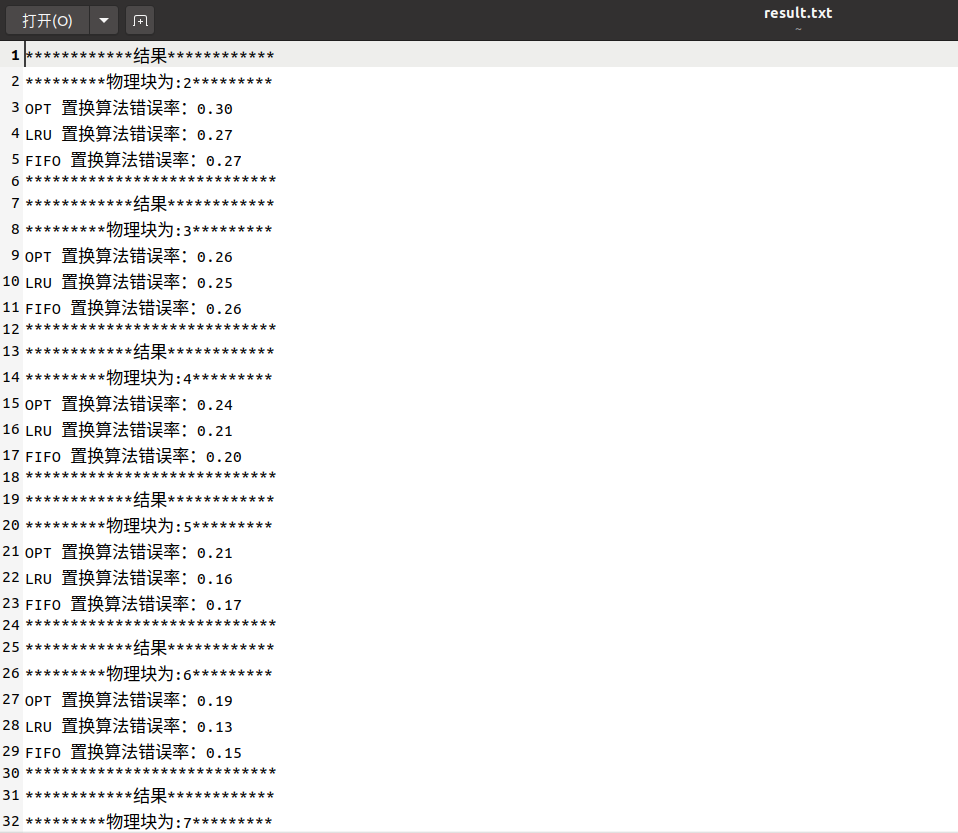 打开(O)
result.txt
~
1 ************结果************
2 *********物理块为:2*********
3 OPT 置换算法错误率：0.30
4 LRU 置换算法错误率：0.27
5 FIFO 置换算法错误率：0.27
6 ****************************
7 ************结果************
8 *********物理块为:3*********
9 OPT 置换算法错误率：0.26
10 LRU 置换算法错误率：0.25
11 FIFO 置换算法错误率：0.26
12 ****************************
13 ************结果************
14 *********物理块为:4*********
15 OPT 置换算法错误率：0.24
16 LRU 置换算法错误率：0.21
17 FIFO 置换算法错误率：0.20
18 ****************************
19 ************结果************
20 *********物理块为:5*********
21 OPT 置换算法错误率：0.21
22 LRU 置换算法错误率：0.16
23 FIFO 置换算法错误率：0.17
24 ****************************
25 ************结果************
26 *********物理块为:6*********
27 OPT 置换算法错误率：0.19
28 LRU 置换算法错误率：0.13
29 FIFO 置换算法错误率：0.15
30 ****************************
31 ************结果************
32 *********物理块为:7*********